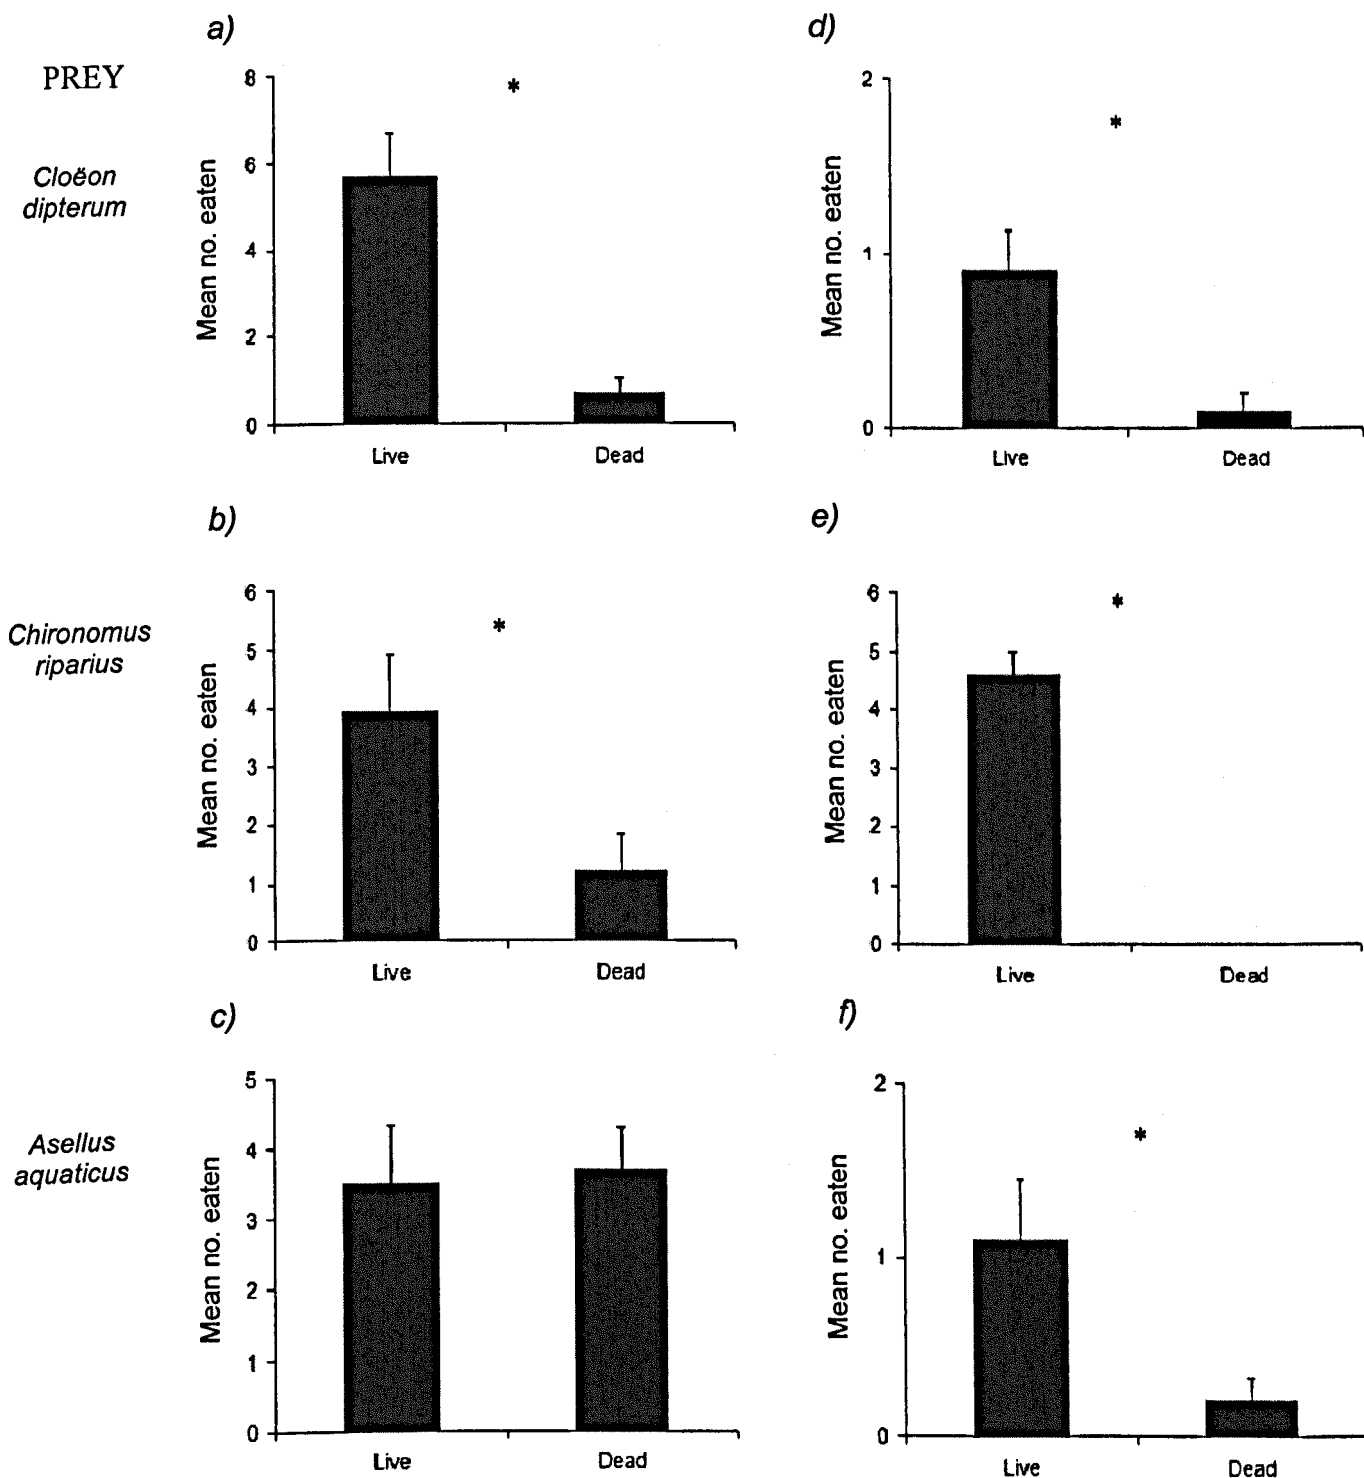 PREY
a)
8
6
4
2
0
Mean no. eaten
*
Live
Dead
d)
2
1
0
Mean no. eaten
*
Live
Dead
Cloëon
dipterum
b)
6
5
4
3
2
1
0
Mean no. eaten
*
Live
Dead
e)
6
5
4
3
2
1
0
Mean no. eaten
*
Live
Dead
Chironomus
riparius
c)
5
4
3
2
1
0
Mean no. eaten
Live
Dead
f)
2
1
0
Mean no. eaten
*
Live
Dead
Asellus
aquaticus